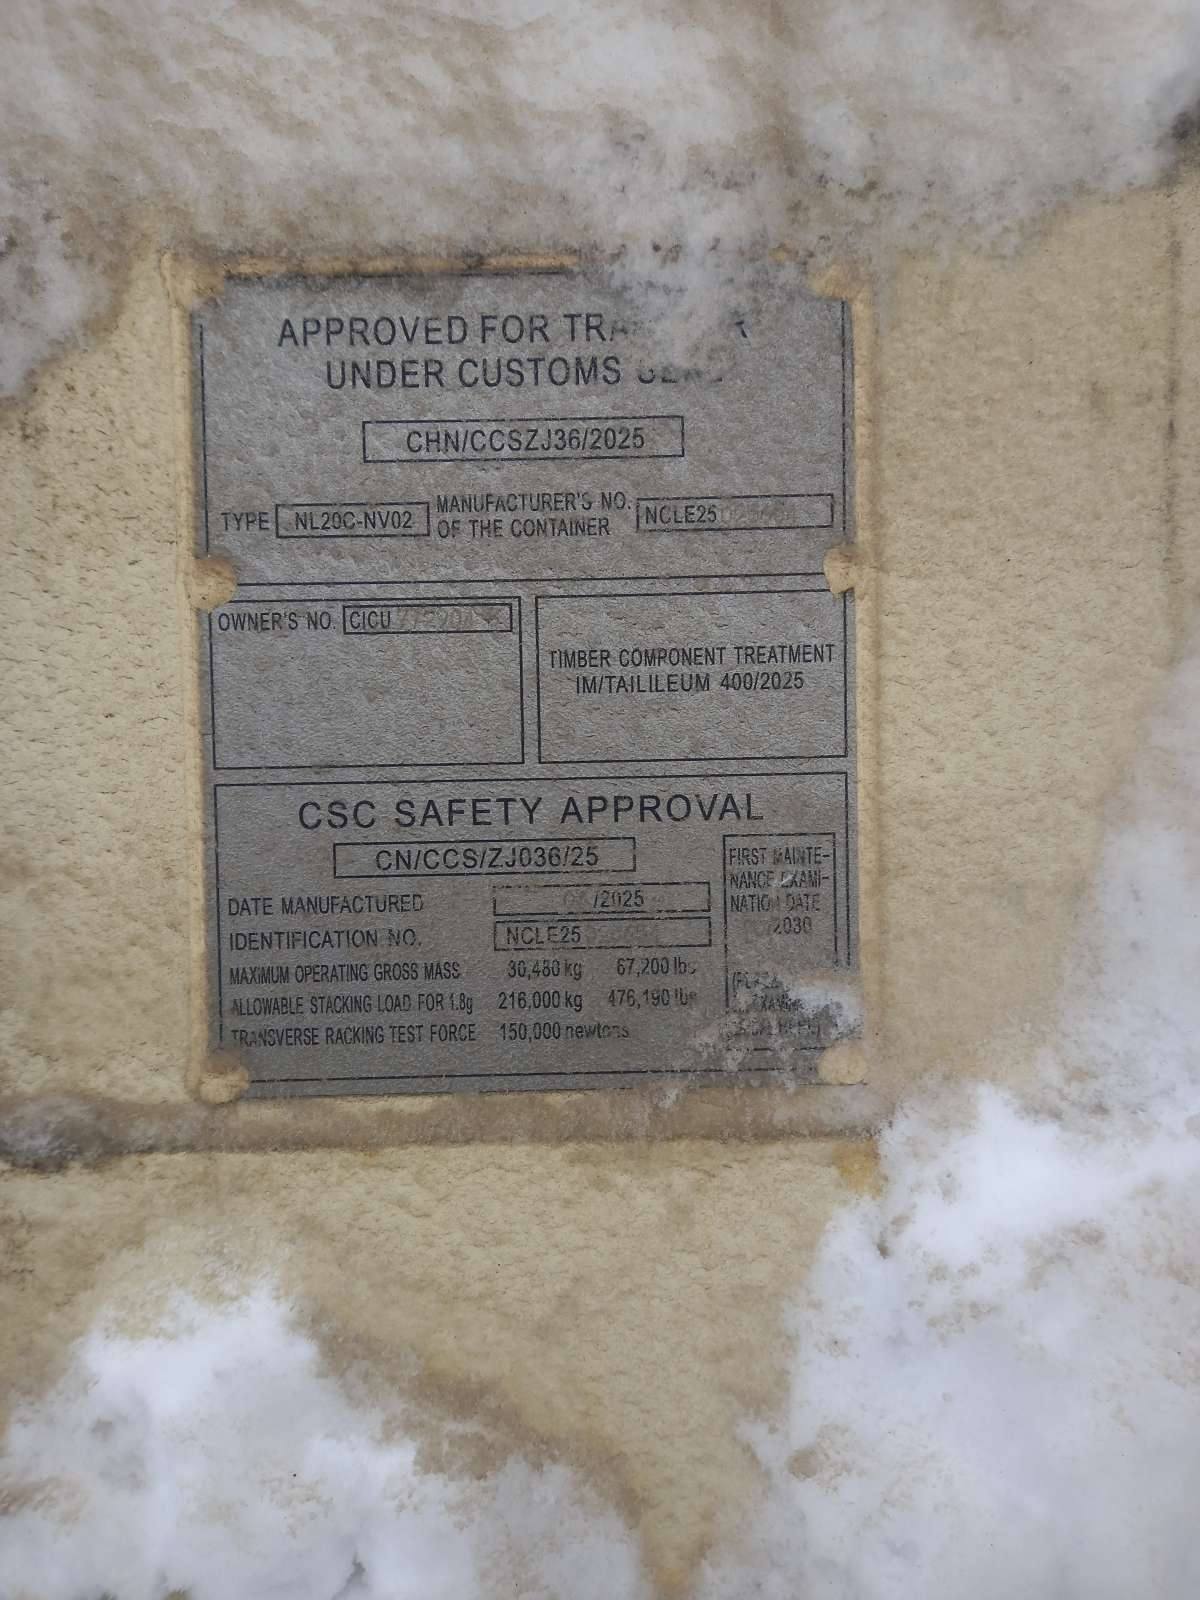 APPROVED FOR
UNDER CUSTOMS
CHN/CCSZJ36/2025
TYPE NL20C-NV02 MANUFACTURER'S NO. OF THE CONTAINER NCLE25
OWNER'S NO. CICU
TIMBER COMPONENT TREATMENT
IM/TAILILEUM 400/2025
CSC SAFETY APPROVAL
CN/CCS/ZJ036/25
DATE MANUFACTURED /2025
IDENTIFICATION NO. NCLE25
MAXIMUM OPERATING GROSS MASS 30,480 kg 67,200 lbs
ALLOWABLE STACKING LOAD FOR 1.8g 216,000 kg 476,190 lbs
TRANSVERSE RACKING TEST FORCE 150,000 newtons
FIRST MAINTE-
NANCE EXAMI-
NATION DATE
/2030